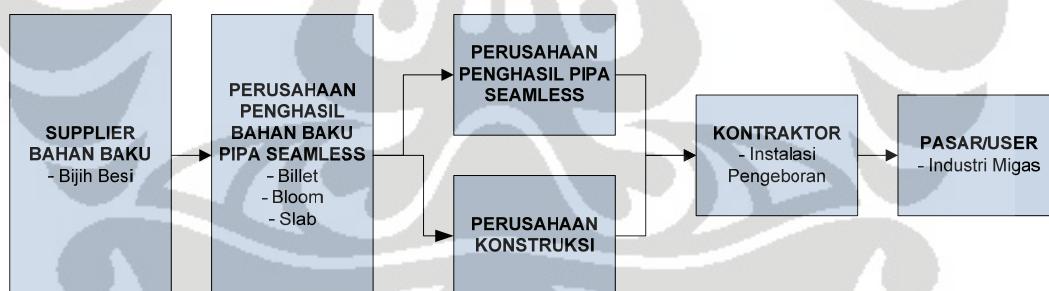 SUPPLIER
BAHAN BAKU
- Bijih Besi
PERUSAHAAN
PENGHASIL
BAHAN BAKU
PIPA SEAMLESS
- Billet
- Bloom
- Slab
PERUSAHAAN
PENGHASIL PIPA
SEAMLESS
PERUSAHAAN
KONSTRUKSI
KONTRAKTOR
- Instalasi
Pengeboran
PASAR/USER
- Industri Migas